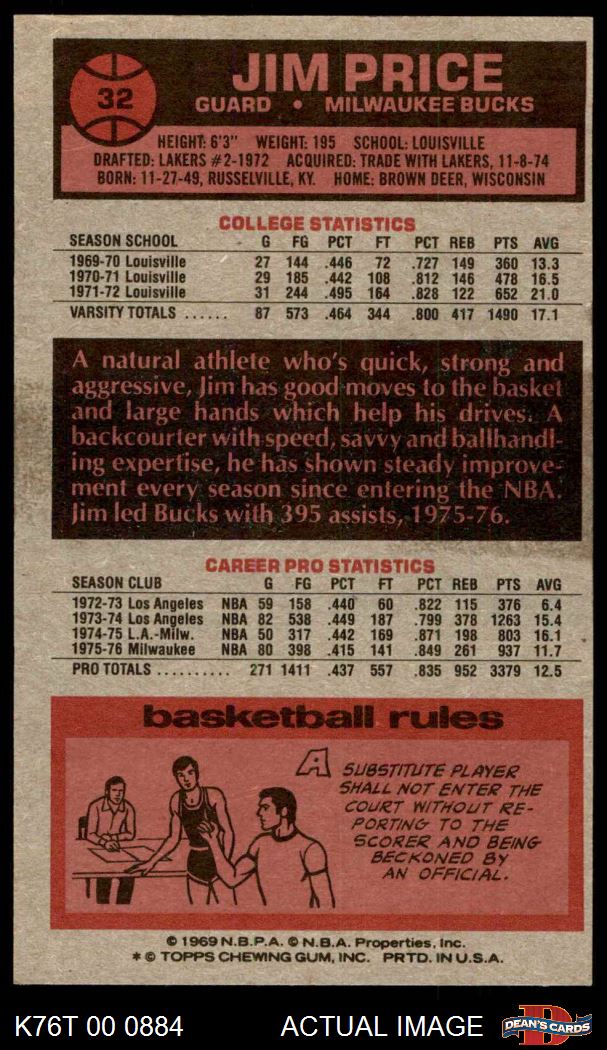 32
JIM PRICE
GUARD • MILWAUKEE BUCKS
HEIGHT: 6'3" WEIGHT: 195 SCHOOL: LOUISVILLE
DRAFTED: LAKERS #2-1972 ACQUIRED: TRADE WITH LAKERS, 11-8-74
BORN: 11-27-49, RUSSELVILLE, KY. HOME: BROWN DEER, WISCONSIN
COLLEGE STATISTICS
SEASON SCHOOL G FG PCT FT PCT REB PTS AVG
1969-70 Louisville 27 144 .446 72 .727 149 360 13.3
1970-71 Louisville 29 185 .442 108 .812 146 478 16.5
1971-72 Louisville 31 244 .495 164 .828 122 652 21.0
VARSITY TOTALS ...... 87 573 .464 344 .800 417 1490 17.1
A natural athlete who's quick, strong and
aggressive, Jim has good moves to the basket
and large hands which help his drives. A
backcourter with speed, savvy and ballhandl-
ing expertise, he has shown steady improve-
ment every season since entering the NBA.
Jim led Bucks with 395 assists, 1975-76.
CAREER PRO STATISTICS
SEASON CLUB G FG PCT FT PCT REB PTS AVG
1972-73 Los Angeles NBA 59 158 .440 60 .822 115 376 6.4
1973-74 Los Angeles NBA 82 538 .449 187 .799 378 1263 15.4
1974-75 L.A.-Milw. NBA 50 317 .442 169 .871 198 803 16.1
1975-76 Milwaukee NBA 80 398 .415 141 .849 261 937 11.7
PRO TOTALS .......... 271 1411 .437 557 .835 952 3379 12.5
basketball rules
A SUBSTITUTE PLAYER
SHALL NOT ENTER THE
COURT WITHOUT RE-
PORTING TO THE
SCORER AND BEING
BECKONED BY
AN OFFICIAL.
© 1969 N.B.P.A. © N.B.A. Properties, Inc.
* © TOPPS CHEWING GUM, INC. PRTD. IN U.S.A.
K76T 00 0884 ACTUAL IMAGE D DEAN'S CARDS